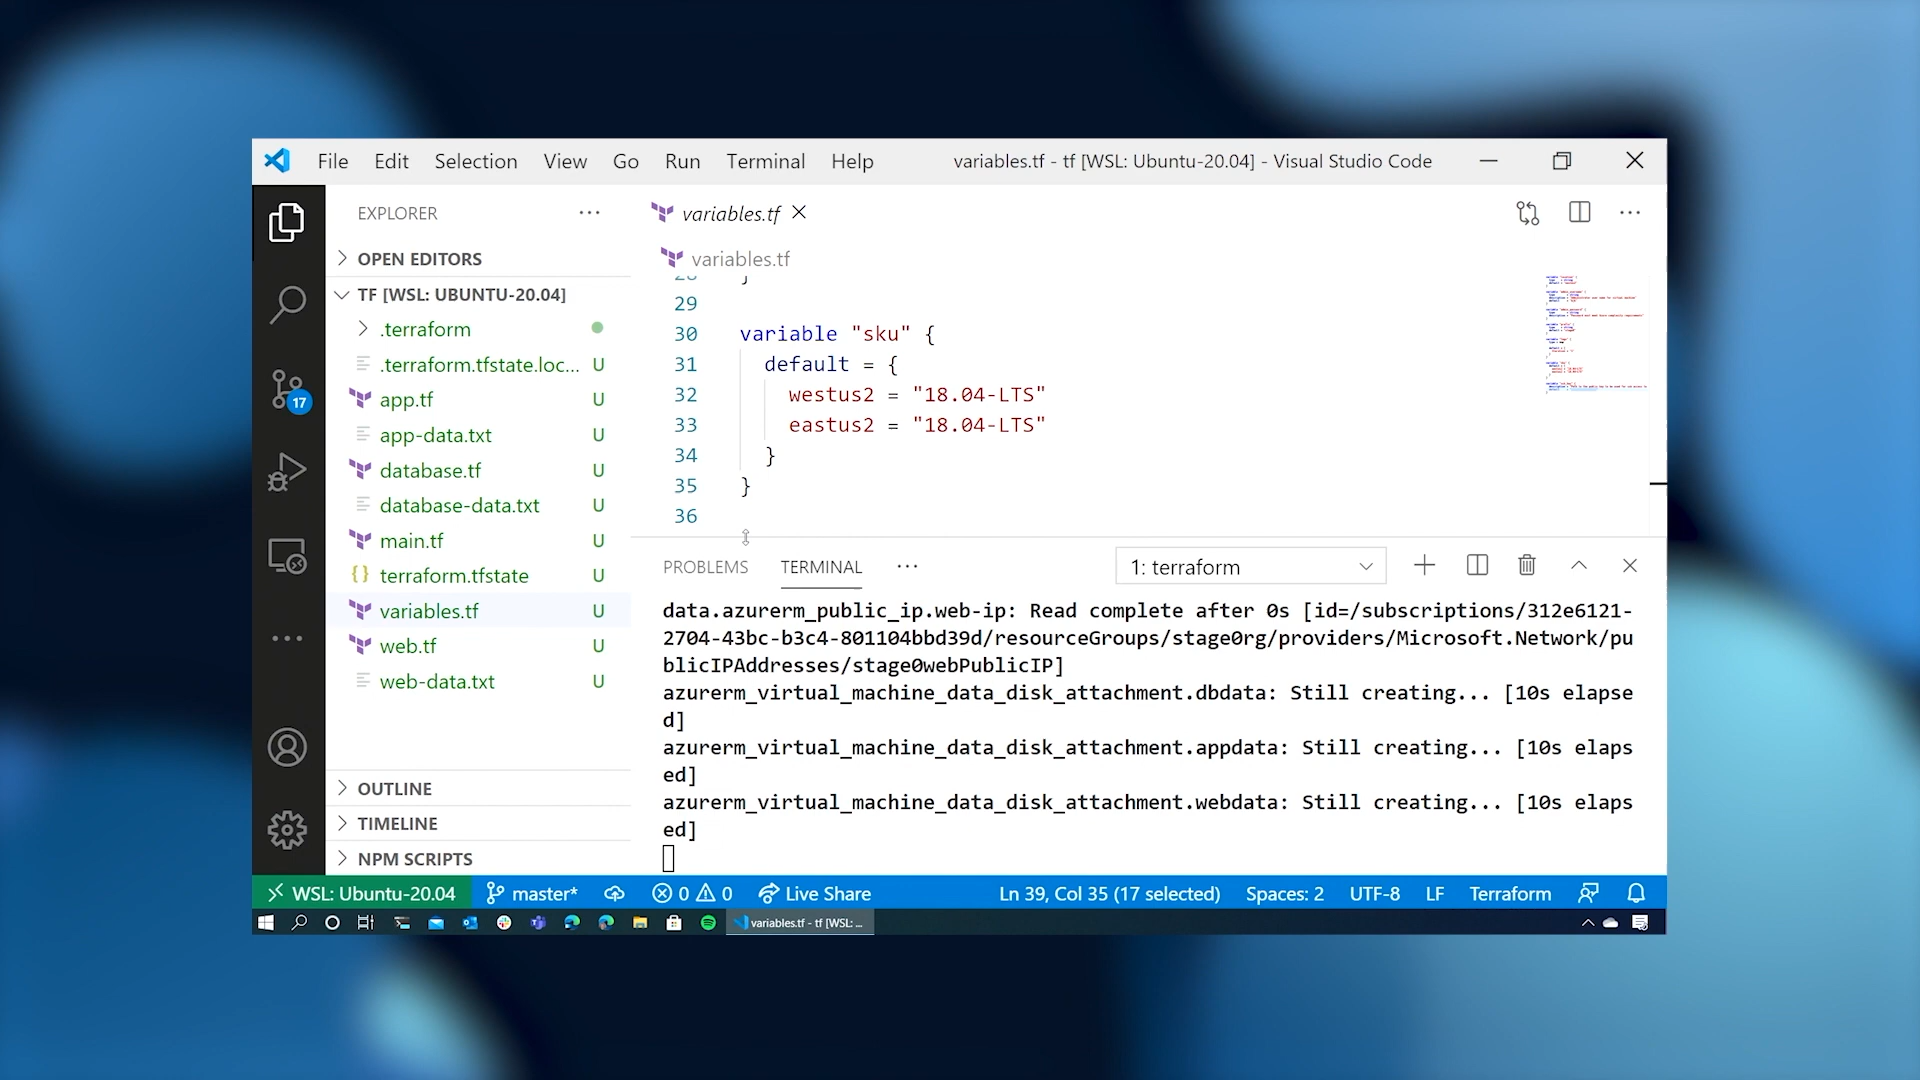 File Edit Selection View Go Run Terminal Help variables.tf - tf [WSL: Ubuntu-20.04] - Visual Studio Code
EXPLORER
OPEN EDITORS
TF [WSL: UBUNTU-20.04]
.terraform
.terraform.tfstate.loc... U
app.tf U
app-data.txt U
database.tf U
database-data.txt U
main.tf U
terraform.tfstate U
variables.tf U
web.tf U
web-data.txt U
OUTLINE
TIMELINE
NPM SCRIPTS
17
variables.tf
variables.tf
28 }
29
30 variable "sku" {
31 default = {
32 westus2 = "18.04-LTS"
33 eastus2 = "18.04-LTS"
34 }
35 }
36
PROBLEMS TERMINAL ... 1: terraform
data.azurerm_public_ip.web-ip: Read complete after 0s [id=/subscriptions/312e6121-
2704-43bc-b3c4-801104bbd39d/resourceGroups/stage0rg/providers/Microsoft.Network/pu
blicIPAddresses/stage0webPublicIP]
azurerm_virtual_machine_data_disk_attachment.dbdata: Still creating... [10s elapse
d]
azurerm_virtual_machine_data_disk_attachment.appdata: Still creating... [10s elaps
ed]
azurerm_virtual_machine_data_disk_attachment.webdata: Still creating... [10s elaps
ed]
WSL: Ubuntu-20.04 master* 0 0 Live Share Ln 39, Col 35 (17 selected) Spaces: 2 UTF-8 LF Terraform
variables.tf - tf [WSL: ...